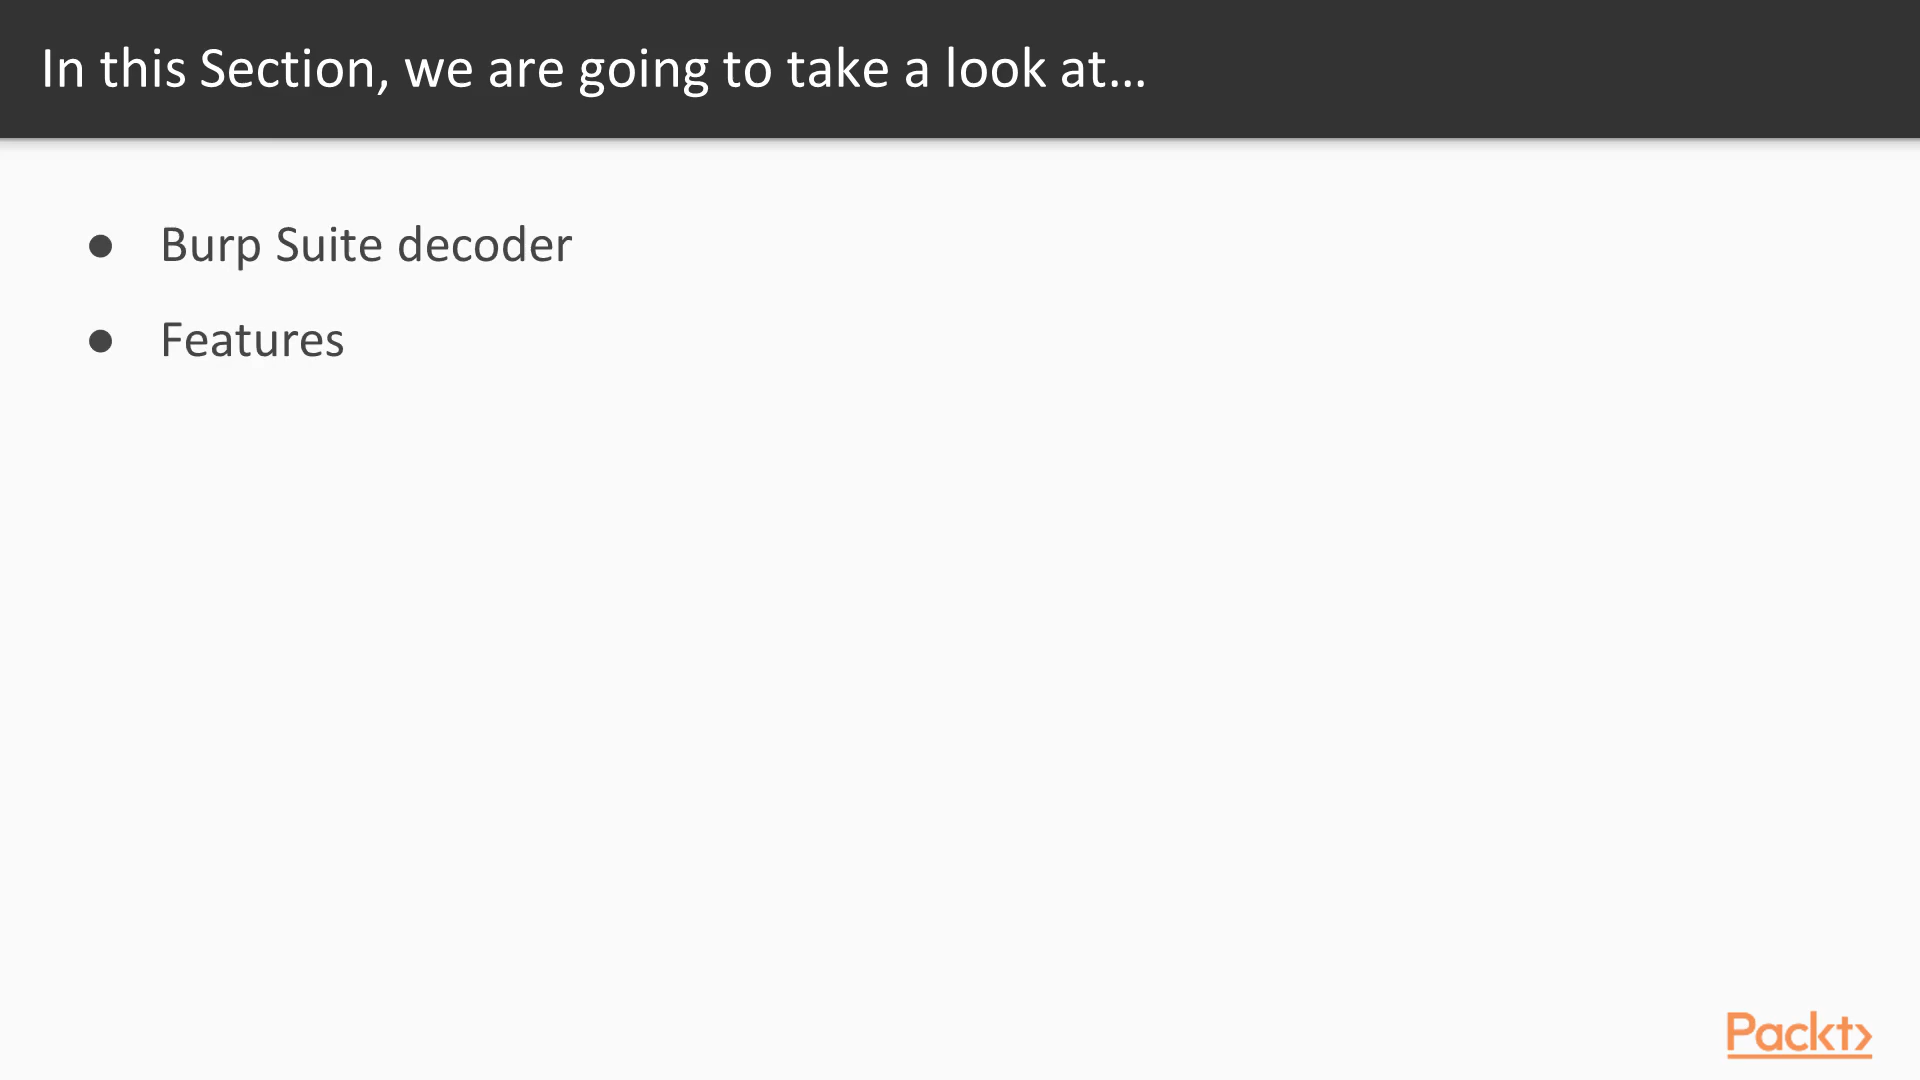 In this Section, we are going to take a look at...
● Burp Suite decoder
● Features
Packt>